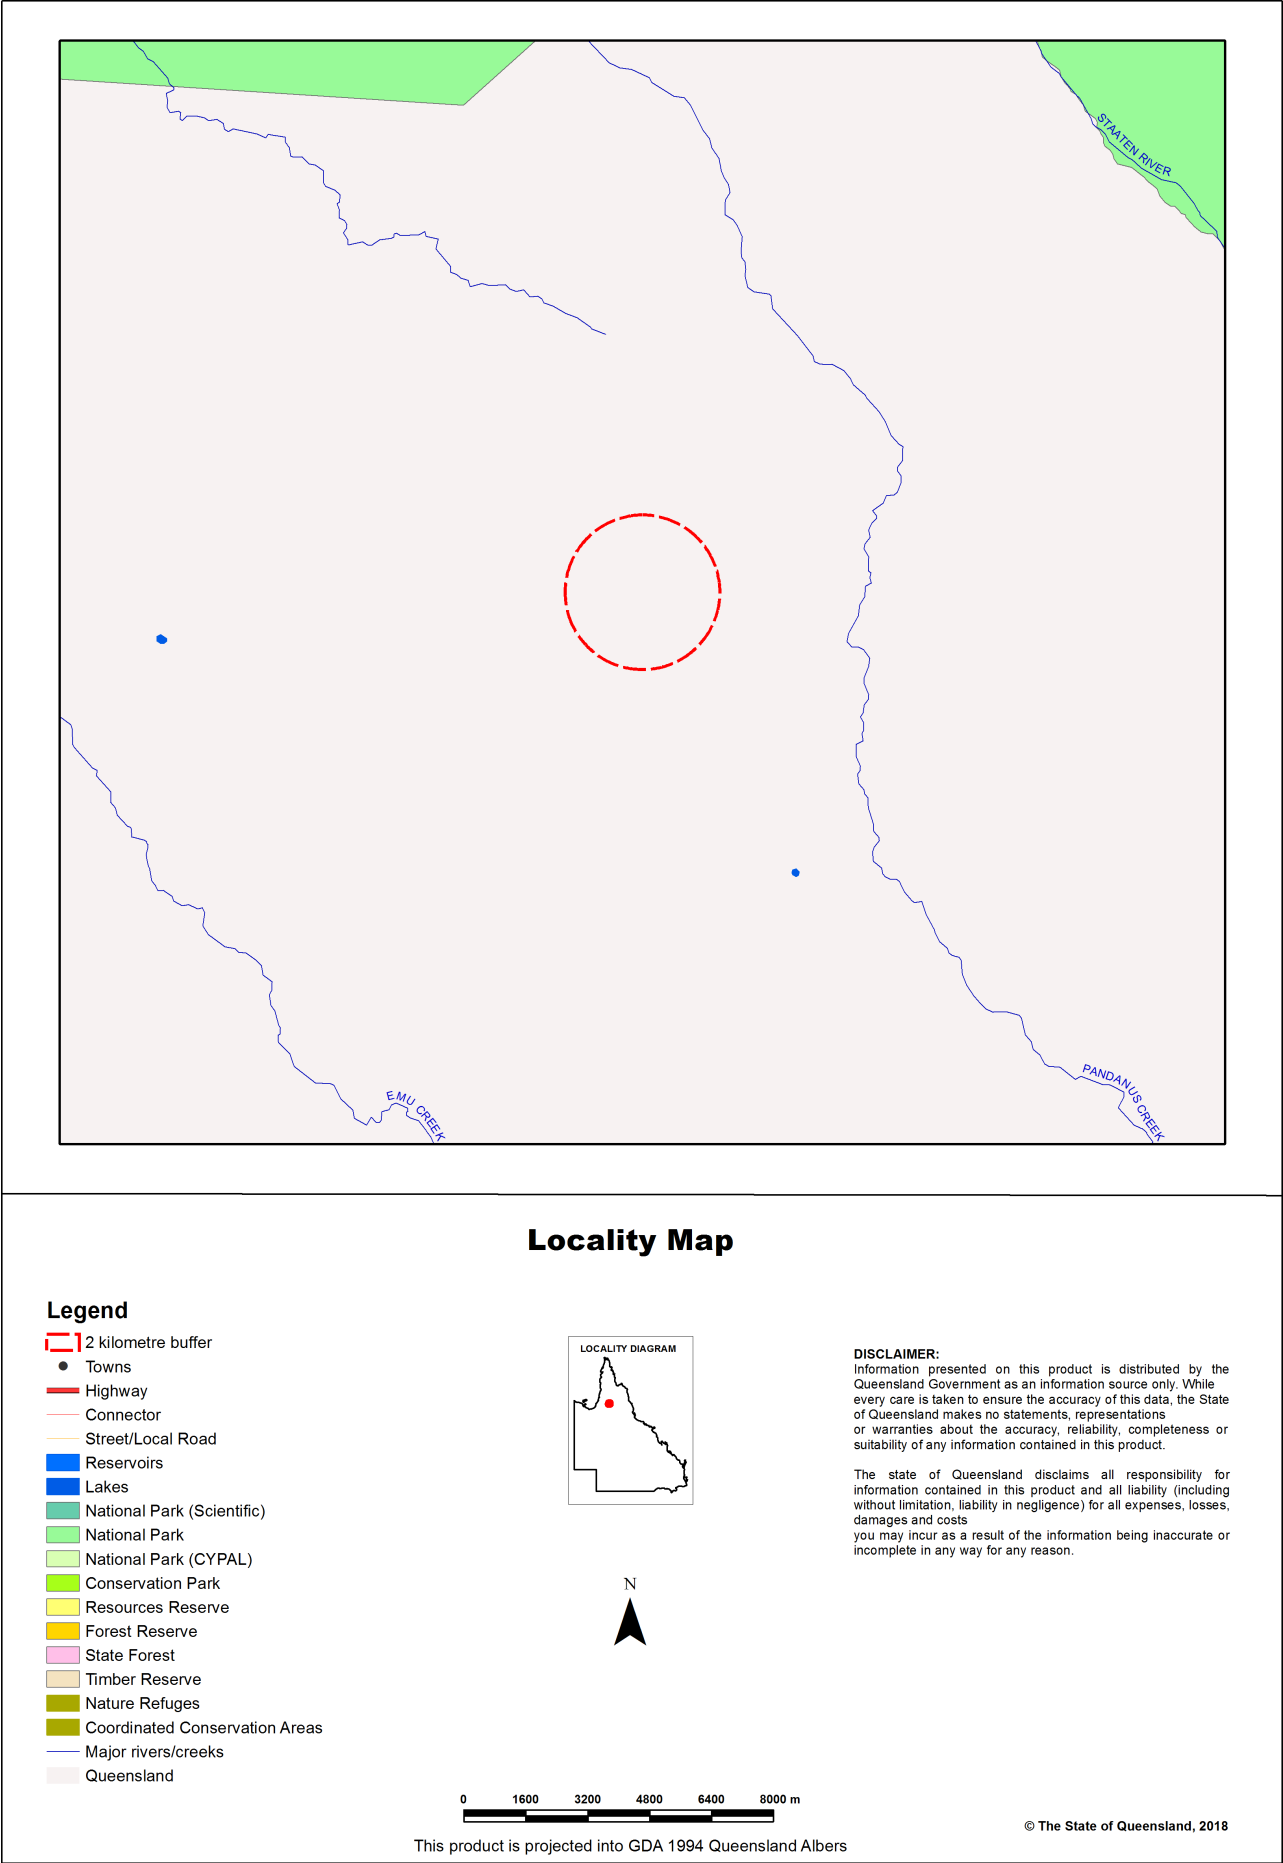 STAATEN RIVER
EMU CREEK
PANDANUS CREEK
Locality Map
Legend
2 kilometre buffer
Towns
Highway
Connector
Street/Local Road
Reservoirs
Lakes
National Park (Scientific)
National Park
National Park (CYPAL)
Conservation Park
Resources Reserve
Forest Reserve
State Forest
Timber Reserve
Nature Refuges
Coordinated Conservation Areas
Major rivers/creeks
Queensland
LOCALITY DIAGRAM
N
DISCLAIMER:
Information presented on this product is distributed by the
Queensland Government as an information source only. While
every care is taken to ensure the accuracy of this data, the State
of Queensland makes no statements, representations
or warranties about the accuracy, reliability, completeness or
suitability of any information contained in this product.
The state of Queensland disclaims all responsibility for
information contained in this product and all liability (including
without limitation, liability in negligence) for all expenses, losses,
damages and costs
you may incur as a result of the information being inaccurate or
incomplete in any way for any reason.
0 1600 3200 4800 6400 8000 m
This product is projected into GDA 1994 Queensland Albers
© The State of Queensland, 2018